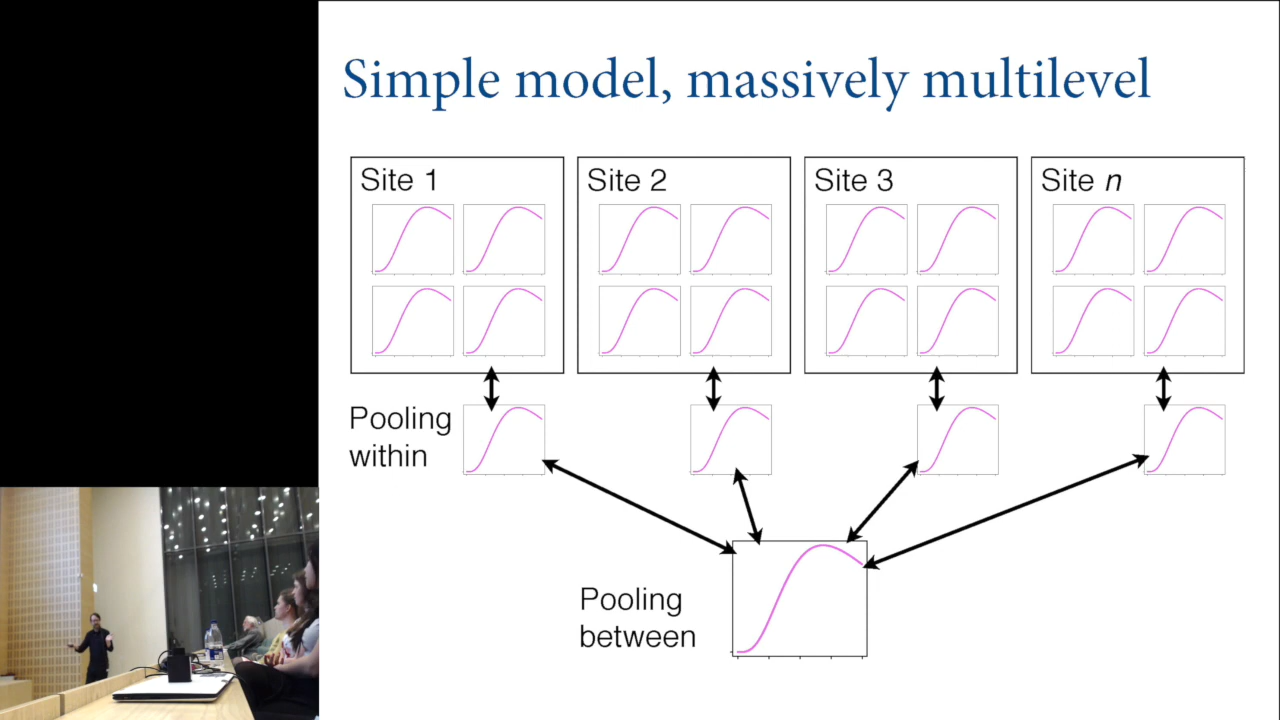 Simple model, massively multilevel
Site 1
Site 2
Site 3
Site n
Pooling
within
Pooling
between